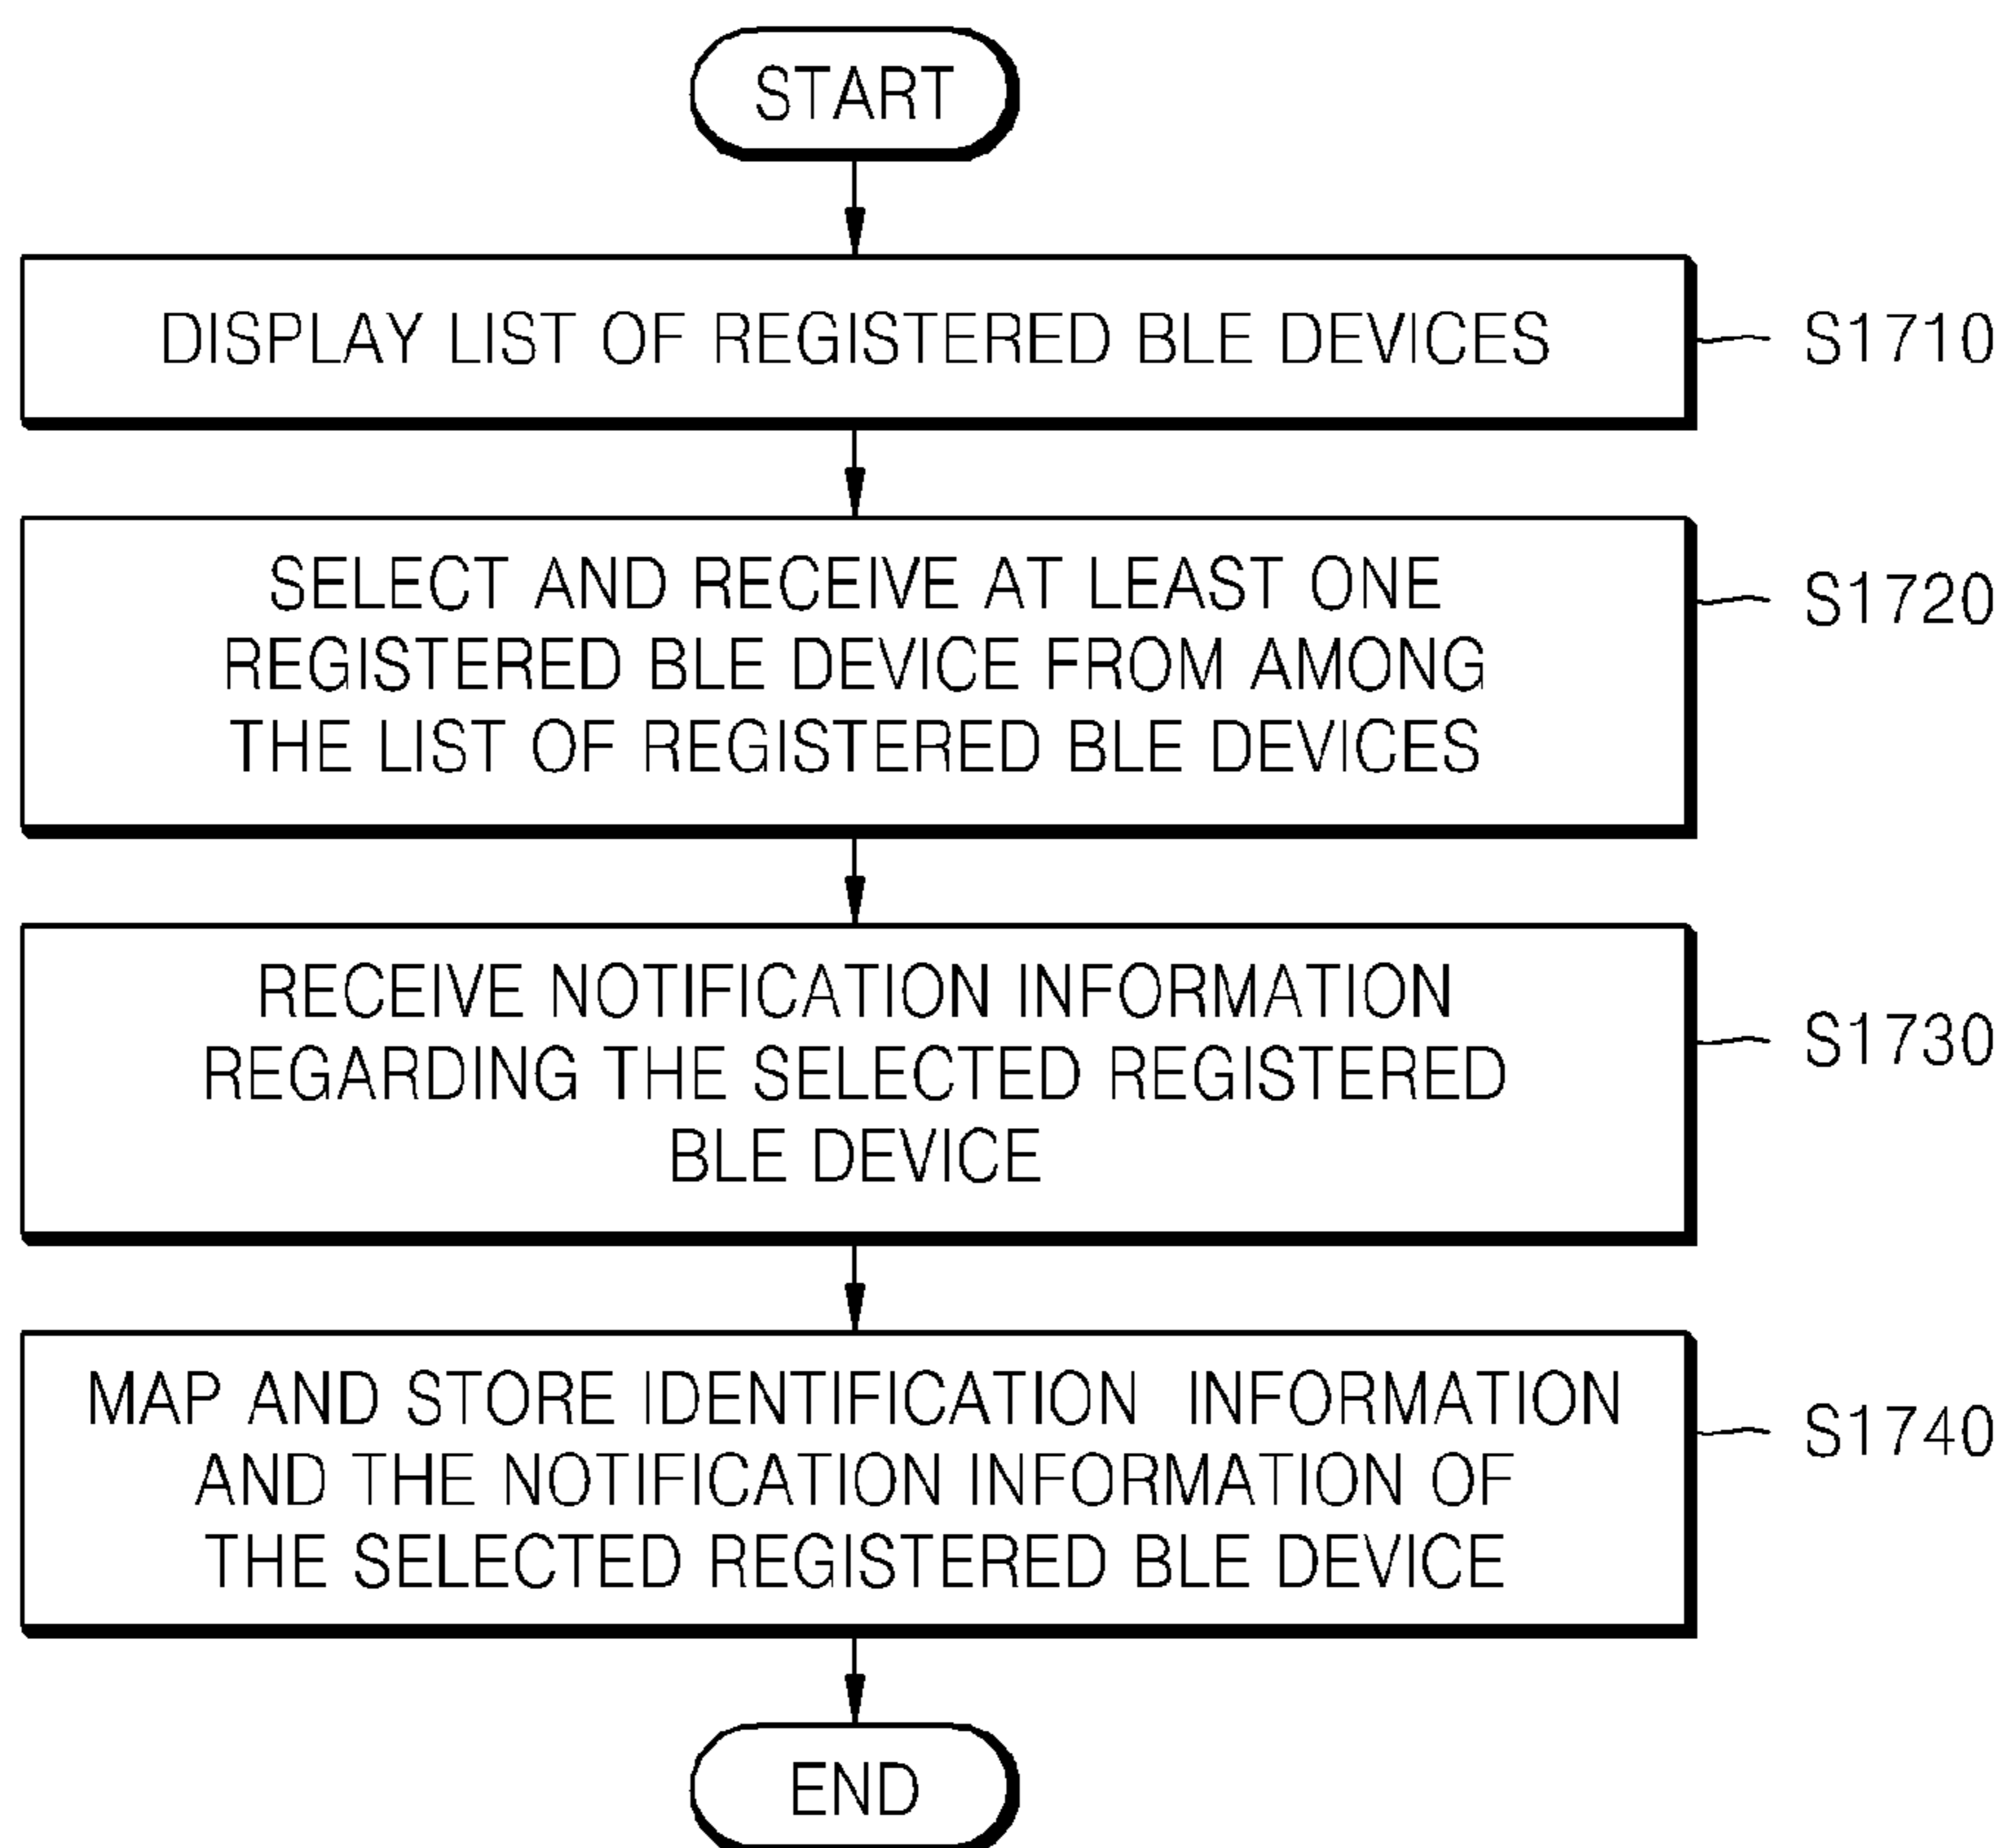 START
DISPLAY LIST OF REGISTERED BLE DEVICES
S1710
SELECT AND RECEIVE AT LEAST ONE
REGISTERED BLE DEVICE FROM AMONG
THE LIST OF REGISTERED BLE DEVICES
S1720
RECEIVE NOTIFICATION INFORMATION
REGARDING THE SELECTED REGISTERED
BLE DEVICE
S1730
MAP AND STORE IDENTIFICATION INFORMATION
AND THE NOTIFICATION INFORMATION OF
THE SELECTED REGISTERED BLE DEVICE
S1740
END